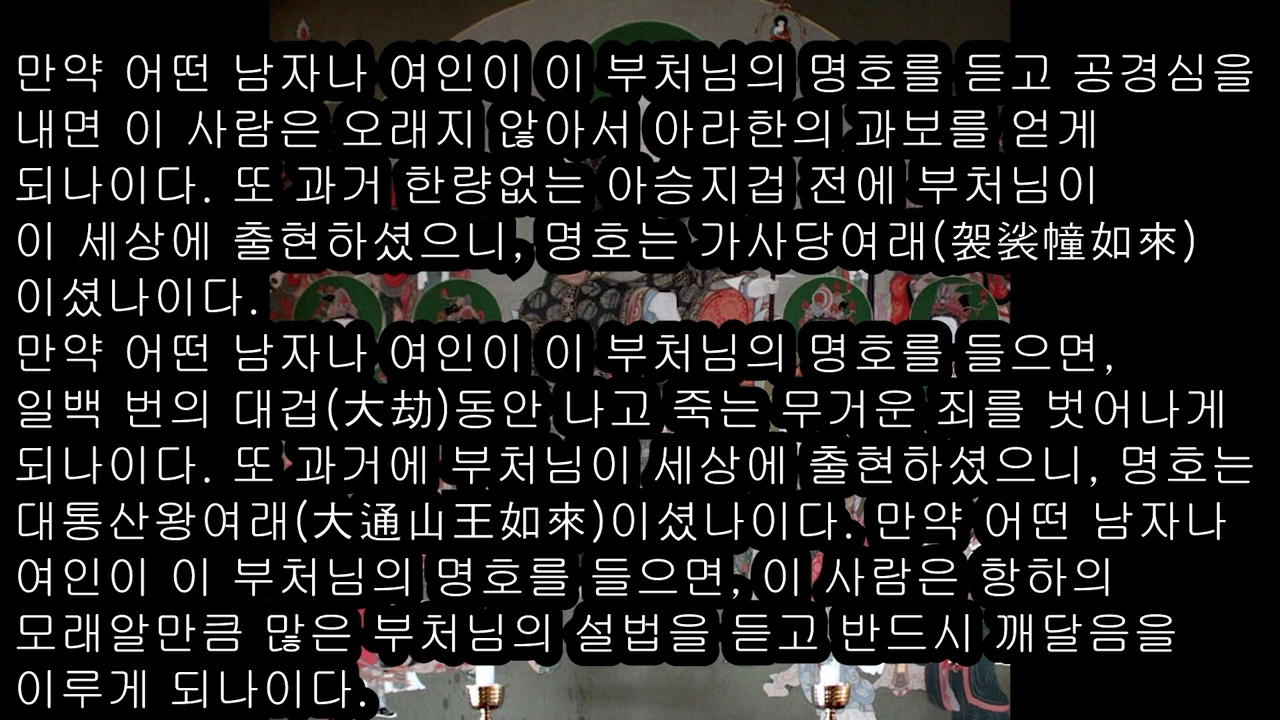 만약 어떤 남자나 여인이 이 부처님의 명호를 듣고 공경심을
내면 이 사람은 오래지 않아서 아라한의 과보를 얻게
되나이다. 또 과거 한량없는 아승지겁 전에 부처님이
이 세상에 출현하셨으니, 명호는 가사당여래(袈裟幢如來)
이셨나이다.
만약 어떤 남자나 여인이 이 부처님의 명호를 들으면,
일백 번의 대겁(大劫)동안 나고 죽는 무거운 죄를 벗어나게
되나이다. 또 과거에 부처님이 세상에 출현하셨으니, 명호는
대통산왕여래(大通山王如來)이셨나이다. 만약 어떤 남자나
여인이 이 부처님의 명호를 들으면, 이 사람은 항하의
모래알만큼 많은 부처님의 설법을 듣고 반드시 깨달음을
이루게 되나이다.